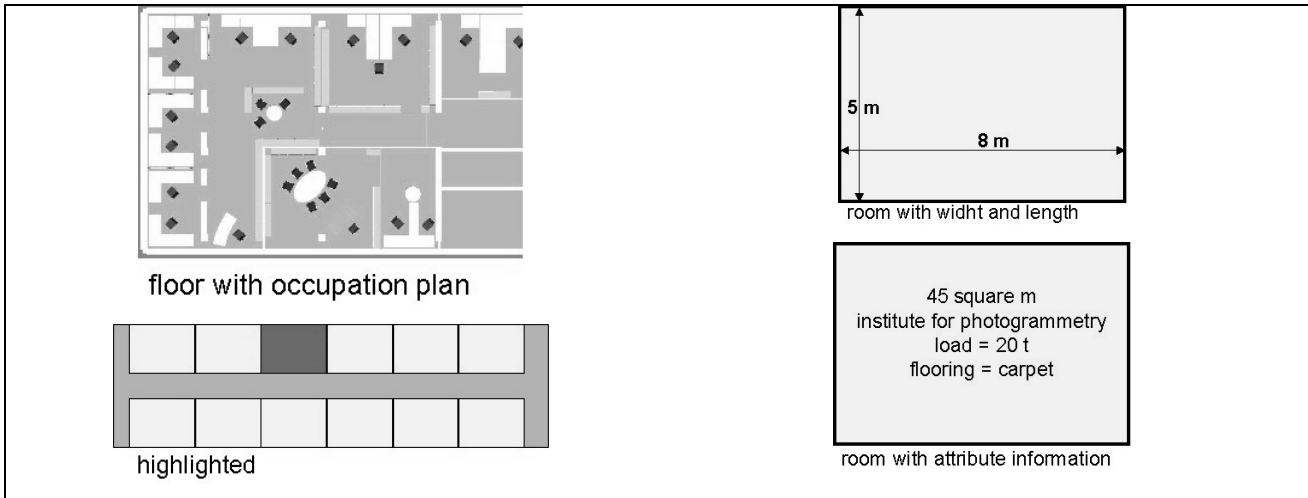 floor with occupation plan
highlighted
5 m
8 m
room with widht and length
45 square m
institute for photogrammetry
load = 20 t
flooring = carpet
room with attribute information